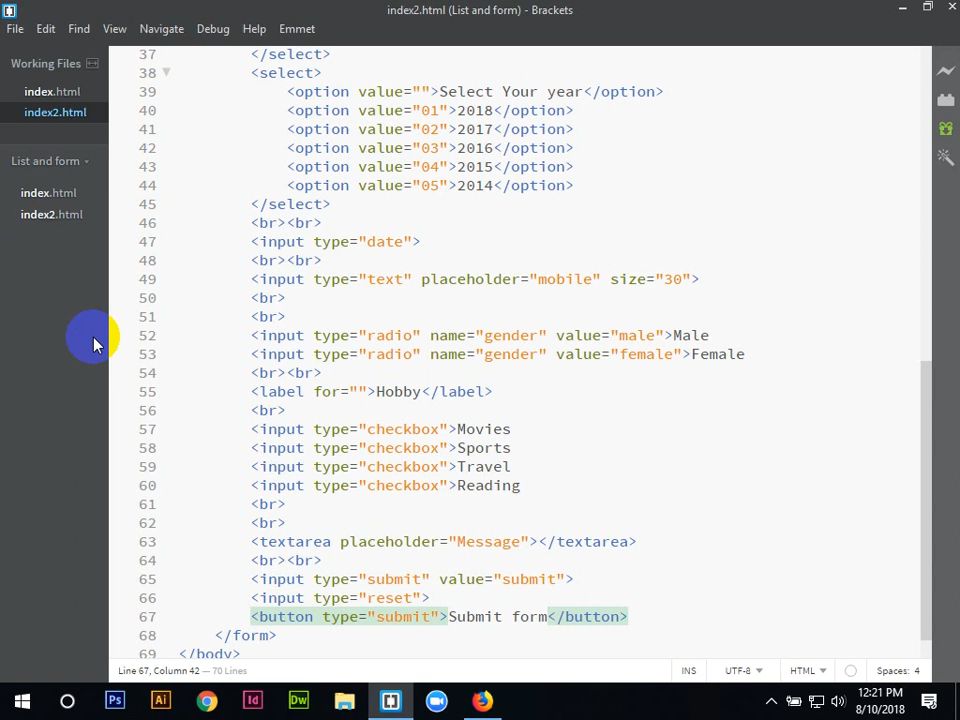 index2.html (List and form) - Brackets
File Edit Find View Navigate Debug Help Emmet
Working Files
index.html
index2.html
List and form
index.html
index2.html
37 </select>
38 <select>
39 <option value="">Select Your year</option>
40 <option value="01">2018</option>
41 <option value="02">2017</option>
42 <option value="03">2016</option>
43 <option value="04">2015</option>
44 <option value="05">2014</option>
45 </select>
46 <br><br>
47 <input type="date">
48 <br><br>
49 <input type="text" placeholder="mobile" size="30">
50 <br>
51 <br>
52 <input type="radio" name="gender" value="male">Male
53 <input type="radio" name="gender" value="female">Female
54 <br><br>
55 <label for="">Hobby</label>
56 <br>
57 <input type="checkbox">Movies
58 <input type="checkbox">Sports
59 <input type="checkbox">Travel
60 <input type="checkbox">Reading
61 <br>
62 <br>
63 <textarea placeholder="Message"></textarea>
64 <br><br>
65 <input type="submit" value="submit">
66 <input type="reset">
67 <button type="submit">Submit form</button>
68 </form>
69 </body>
Line 67, Column 42 — 70 Lines
INS UTF-8 HTML Spaces: 4
Ps Ai Id Dw
12:21 PM
8/10/2018